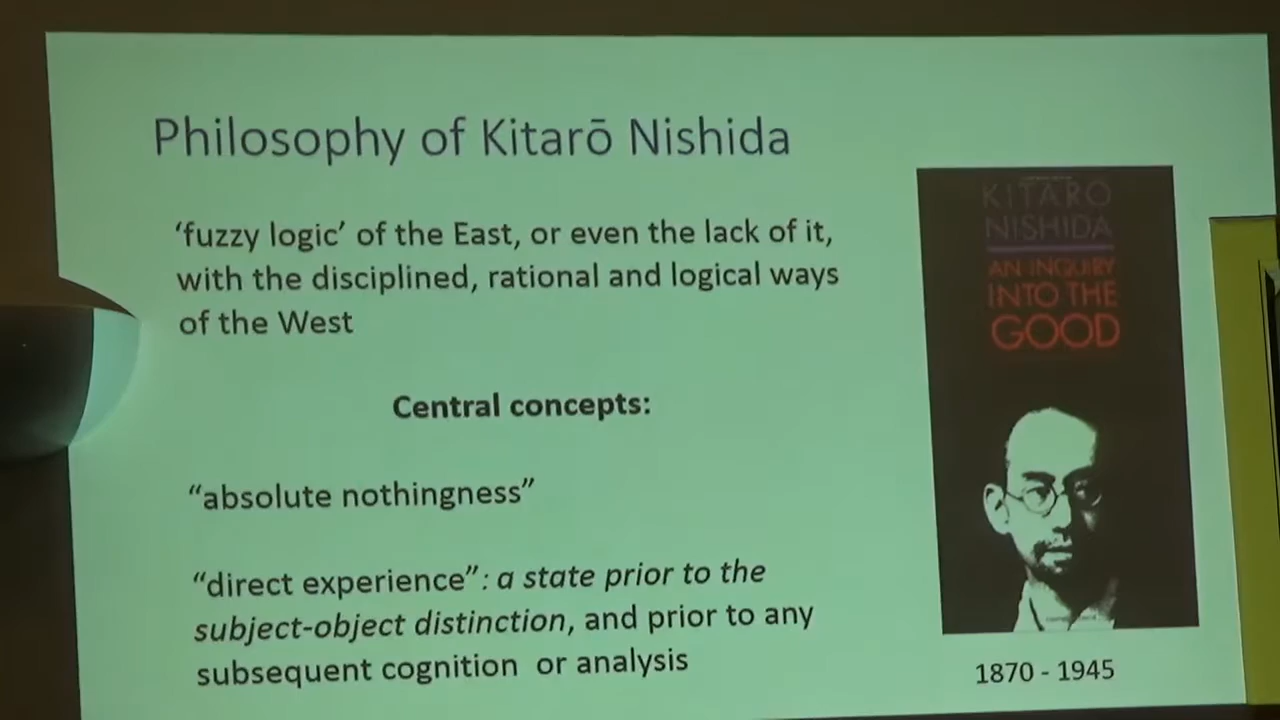 Philosophy of Kitarō Nishida
‘fuzzy logic’ of the East, or even the lack of it,
with the disciplined, rational and logical ways
of the West
Central concepts:
“absolute nothingness”
“direct experience”: a state prior to the
subject-object distinction, and prior to any
subsequent cognition or analysis
KITARO
NISHIDA
AN INQUIRY
INTO THE
GOOD
1870 - 1945